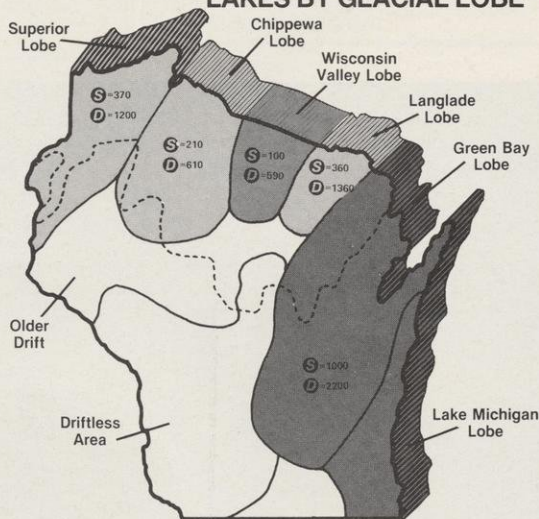 LAKES BY GLACIAL LOBE
Superior
Lobe
Chippewa
Lobe
Wisconsin
Valley Lobe
Langlade
Lobe
Green Bay
Lobe
S=370
D=1200
S=210
D=610
S=100
D=590
S=360
D=1360
Older
Drift
S=1000
D=2200
Driftless
Area
Lake Michigan
Lobe